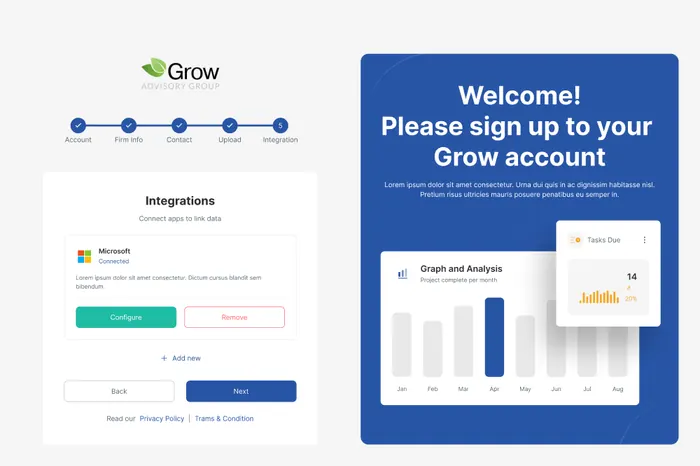 Grow
ADVISORY GROUP
5
Account Firm Info Contact Upload Integration
Integrations
Connect apps to link data
Microsoft
Connected
Lorem ipsum dolor sit amet consectetur. Dictum cursus blandit sem
bibendum.
Configure Remove
+ Add new
Back Next
Read our Privacy Policy | Trams & Condition
Welcome!
Please sign up to your
Grow account
Lorem ipsum dolor sit amet consectetur. Urna dui quis in ac dignissim habitasse nisl.
Pretium risus ultricies mauris posuere penatibus eu semper in.
Tasks Due
14
20%
Graph and Analysis
Project complete per month
Jan Feb Mar Apr May Jun Jul Aug